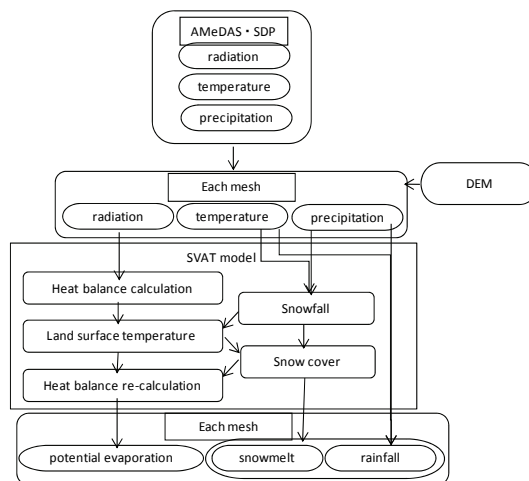 AMeDAS・SDP
radiation
temperature
precipitation
Each mesh
DEM
radiation
temperature
precipitation
SVAT model
Heat balance calculation
Snowfall
Land surface temperature
Snow cover
Heat balance re-calculation
Each mesh
potential evaporation
snowmelt
rainfall